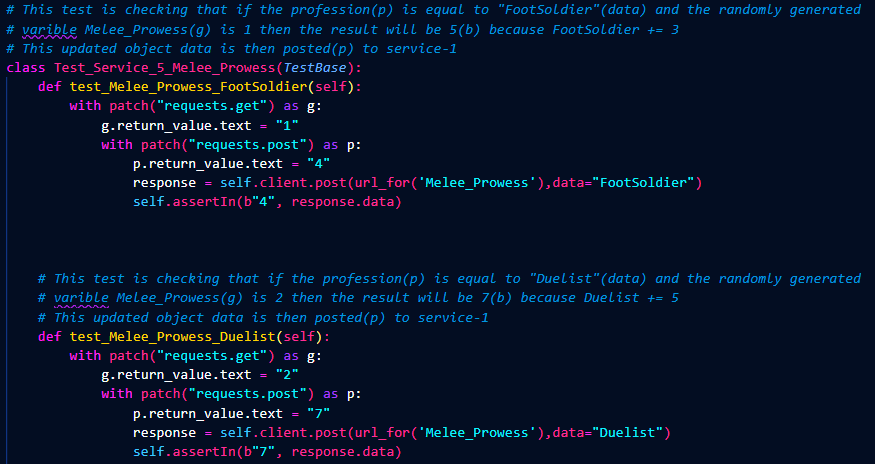 # This test is checking that if the profession(p) is equal to "FootSoldier"(data) and the randomly generated
# varible Melee_Prowess(g) is 1 then the result will be 5(b) because FootSoldier += 3
# This updated object data is then posted(p) to service-1
class Test_Service_5_Melee_Prowess(TestBase):
    def test_Melee_Prowess_FootSoldier(self):
        with patch("requests.get") as g:
            g.return_value.text = "1"
            with patch("requests.post") as p:
                p.return_value.text = "4"
                response = self.client.post(url_for('Melee_Prowess'),data="FootSoldier")
                self.assertIn(b"4", response.data)
    # This test is checking that if the profession(p) is equal to "Duelist"(data) and the randomly generated
    # varible Melee_Prowess(g) is 2 then the result will be 7(b) because Duelist += 5
    # This updated object data is then posted(p) to service-1
    def test_Melee_Prowess_Duelist(self):
        with patch("requests.get") as g:
            g.return_value.text = "2"
            with patch("requests.post") as p:
                p.return_value.text = "7"
                response = self.client.post(url_for('Melee_Prowess'),data="Duelist")
                self.assertIn(b"7", response.data)